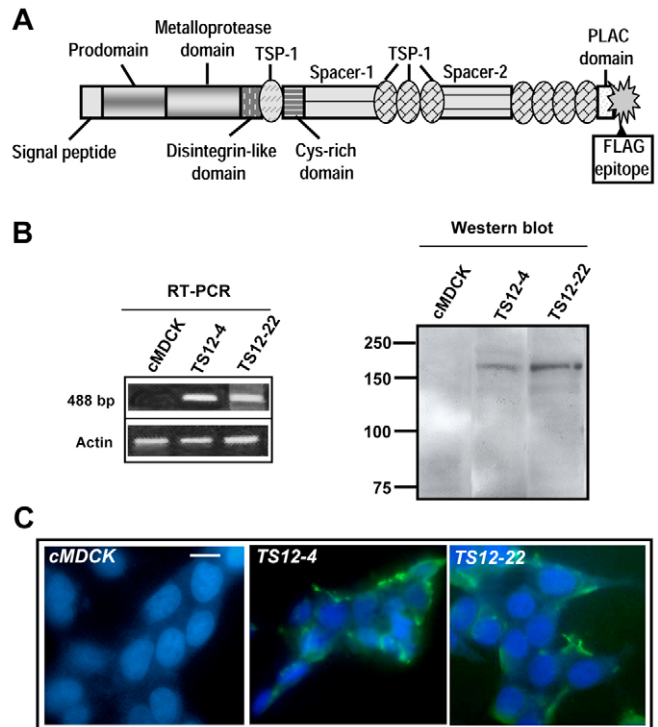 A
Metalloprotease
domain
Prodomain
TSP-1
Spacer-1
TSP-1
Spacer-2
PLAC
domain
Signal peptide
Disintegrin-like
domain
Cys-rich
domain
FLAG
epitope
B
RT-PCR
cMDCK
TS12-4
TS12-22
488 bp
Actin
Western blot
cMDCK
TS12-4
TS12-22
250
150
100
75
C
cMDCK
TS12-4
TS12-22